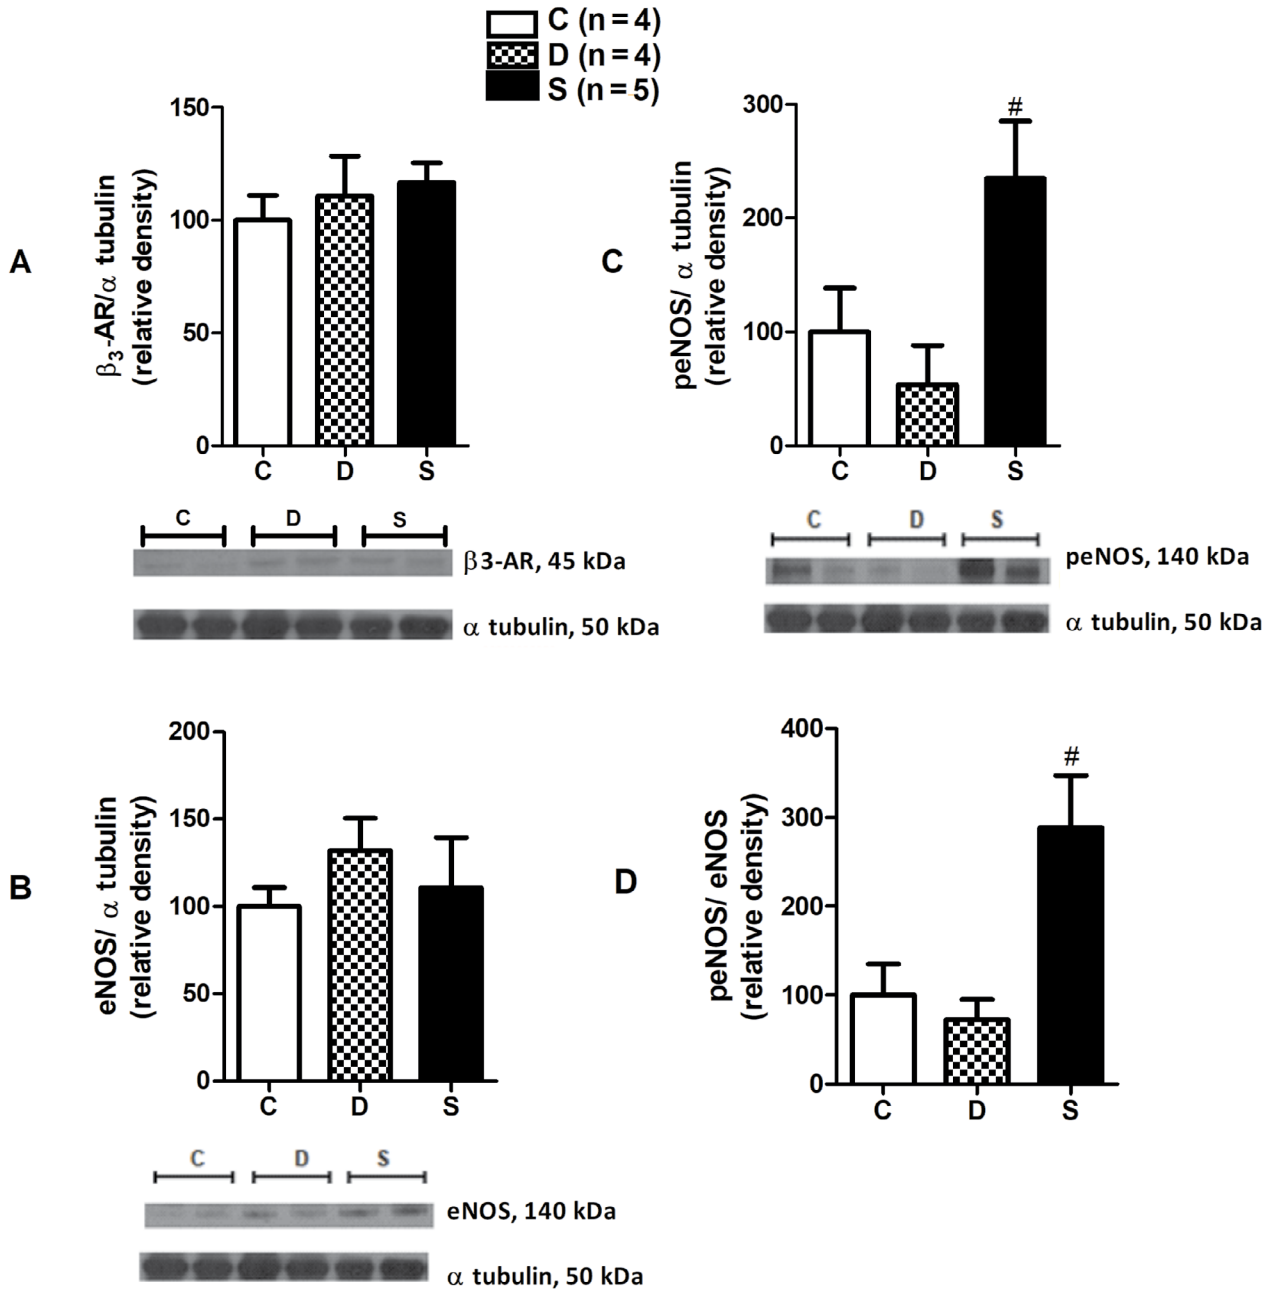 C (n = 4)
D (n = 4)
S (n = 5)
A
β3-AR/α tubulin
(relative density)
150
100
50
0
C D S
C D S
β3-AR, 45 kDa
α tubulin, 50 kDa
C
peNOS/ α tubulin
(relative density)
300
200
100
0
#
C D S
C D S
peNOS, 140 kDa
α tubulin, 50 kDa
B
eNOS/ α tubulin
(relative density)
200
150
100
50
0
C D S
C D S
eNOS, 140 kDa
α tubulin, 50 kDa
D
peNOS/ eNOS
(relative density)
400
300
200
100
0
#
C D S